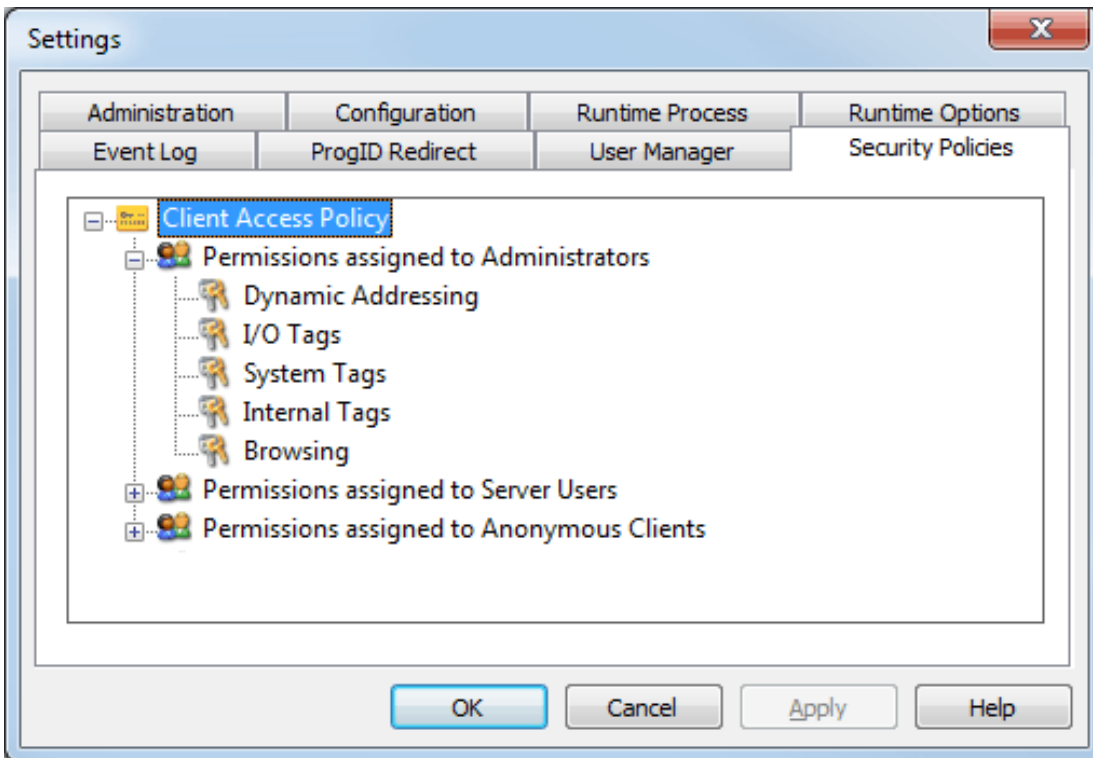 Settings
Administration
Configuration
Runtime Process
Runtime Options
Event Log
ProgID Redirect
User Manager
Security Policies
Client Access Policy
Permissions assigned to Administrators
Dynamic Addressing
I/O Tags
System Tags
Internal Tags
Browsing
Permissions assigned to Server Users
Permissions assigned to Anonymous Clients
OK
Cancel
Apply
Help